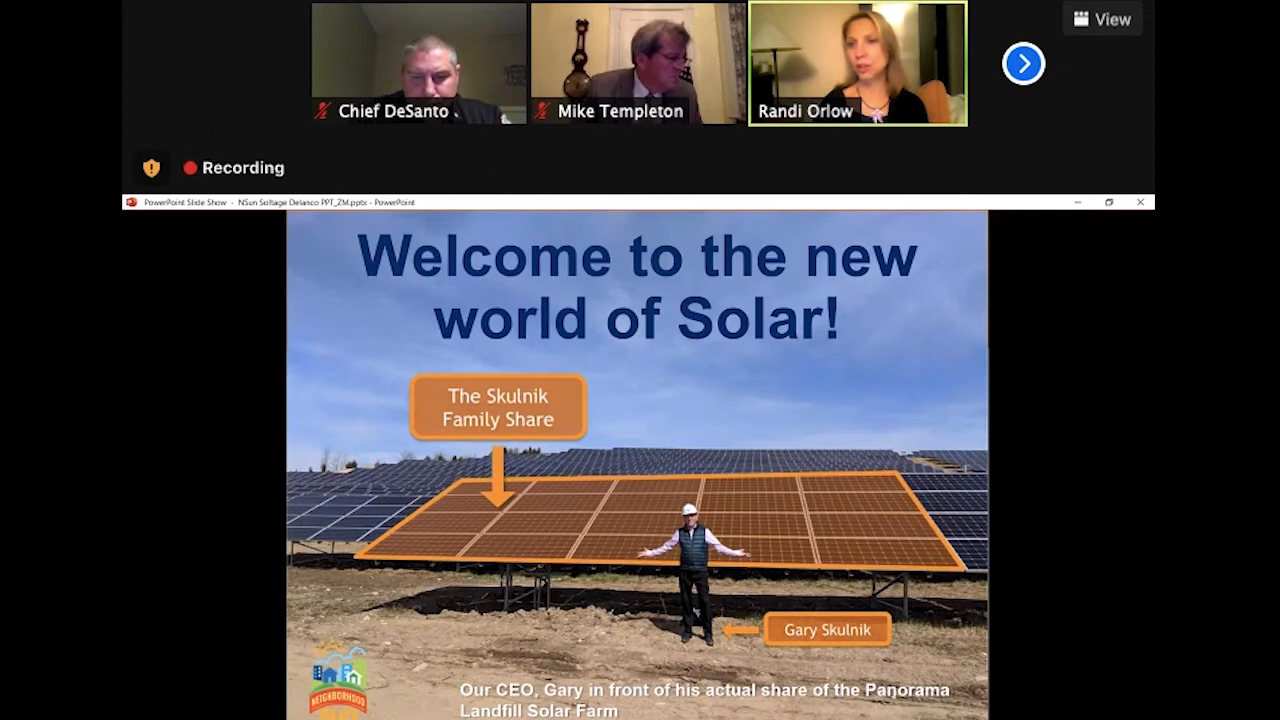 View
Chief DeSanto
Mike Templeton
Randi Orlow
Recording
PowerPoint Slide Show - NSun Soltage Delanco PPT_ZM.pptx - PowerPoint
Welcome to the new
world of Solar!
The Skulnik
Family Share
Gary Skulnik
NEIGHBORHOOD
Our CEO, Gary in front of his actual share of the Panorama
Landfill Solar Farm